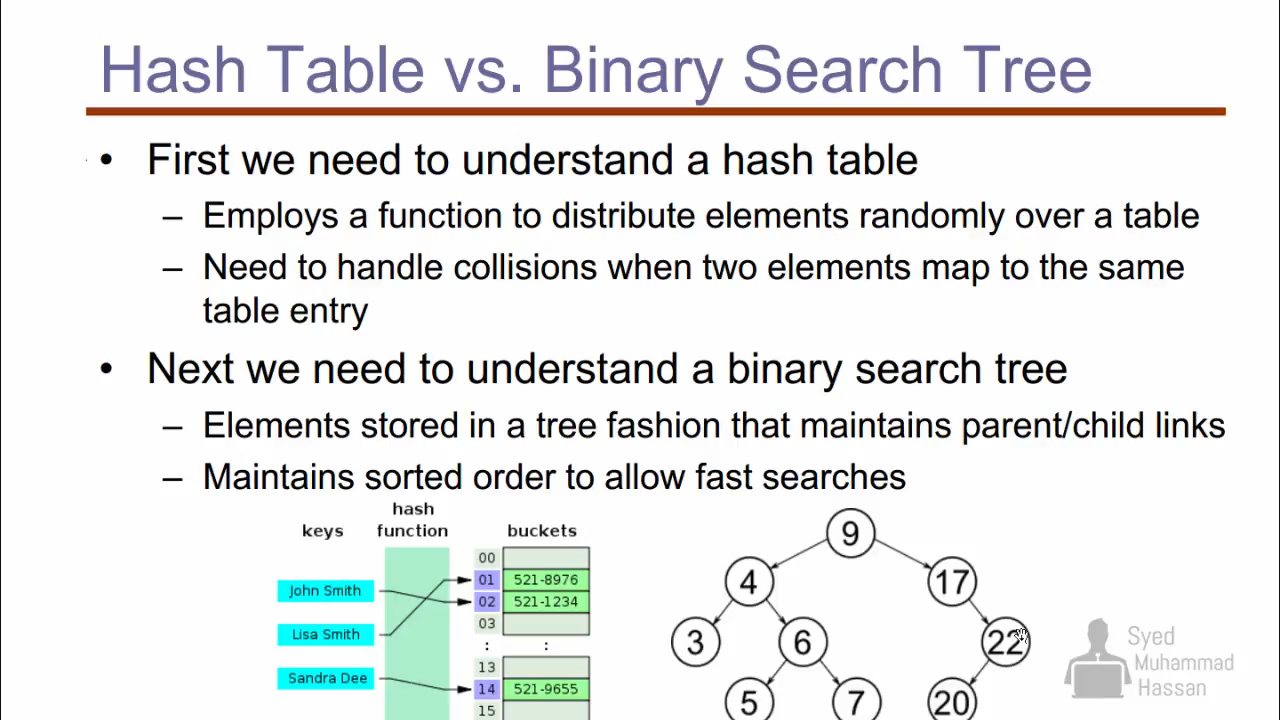 Hash Table vs. Binary Search Tree
• First we need to understand a hash table
– Employs a function to distribute elements randomly over a table
– Need to handle collisions when two elements map to the same
table entry
• Next we need to understand a binary search tree
– Elements stored in a tree fashion that maintains parent/child links
– Maintains sorted order to allow fast searches
keys
hash
function
buckets
John Smith
Lisa Smith
Sandra Dee
00
01 521-8976
02 521-1234
03
: :
13
14 521-9655
15
9
4 17
3 6 22
5 7 20
Syed
Muhammad
Hassan